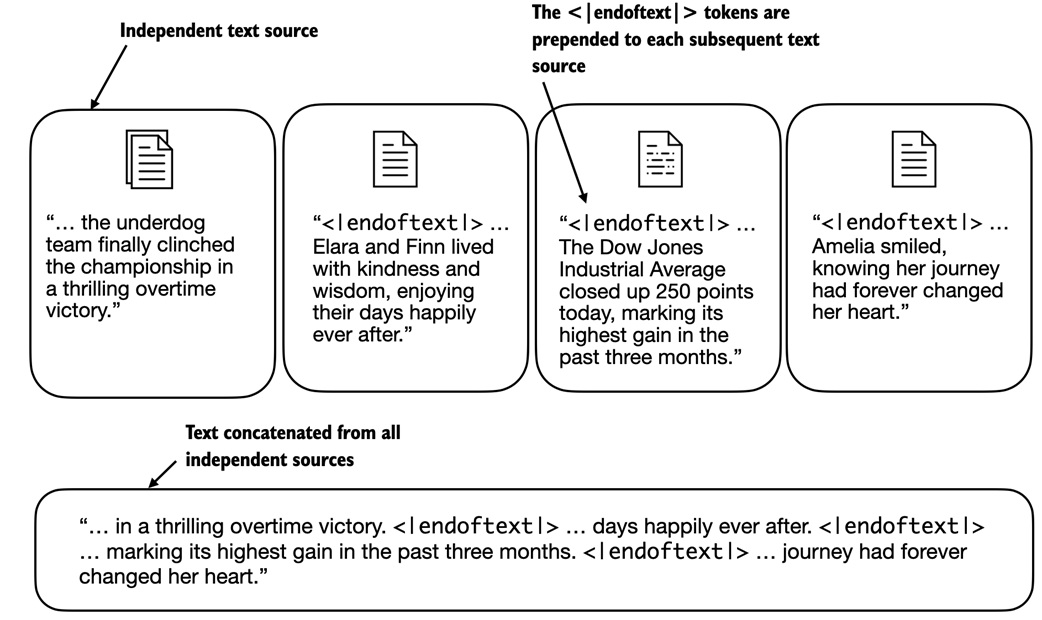 Independent text source
The <|endoftext|> tokens are
prepended to each subsequent text
source
“… the underdog
team finally clinched
the championship in
a thrilling overtime
victory.”
“<|endoftext|> …
Elara and Finn lived
with kindness and
wisdom, enjoying
their days happily
ever after.”
“<|endoftext|> …
The Dow Jones
Industrial Average
closed up 250 points
today, marking its
highest gain in the
past three months.”
“<|endoftext|> …
Amelia smiled,
knowing her journey
had forever changed
her heart.”
Text concatenated from all
independent sources
“… in a thrilling overtime victory. <|endoftext|> … days happily ever after. <|endoftext|>
… marking its highest gain in the past three months. <|endoftext|> … journey had forever
changed her heart.”